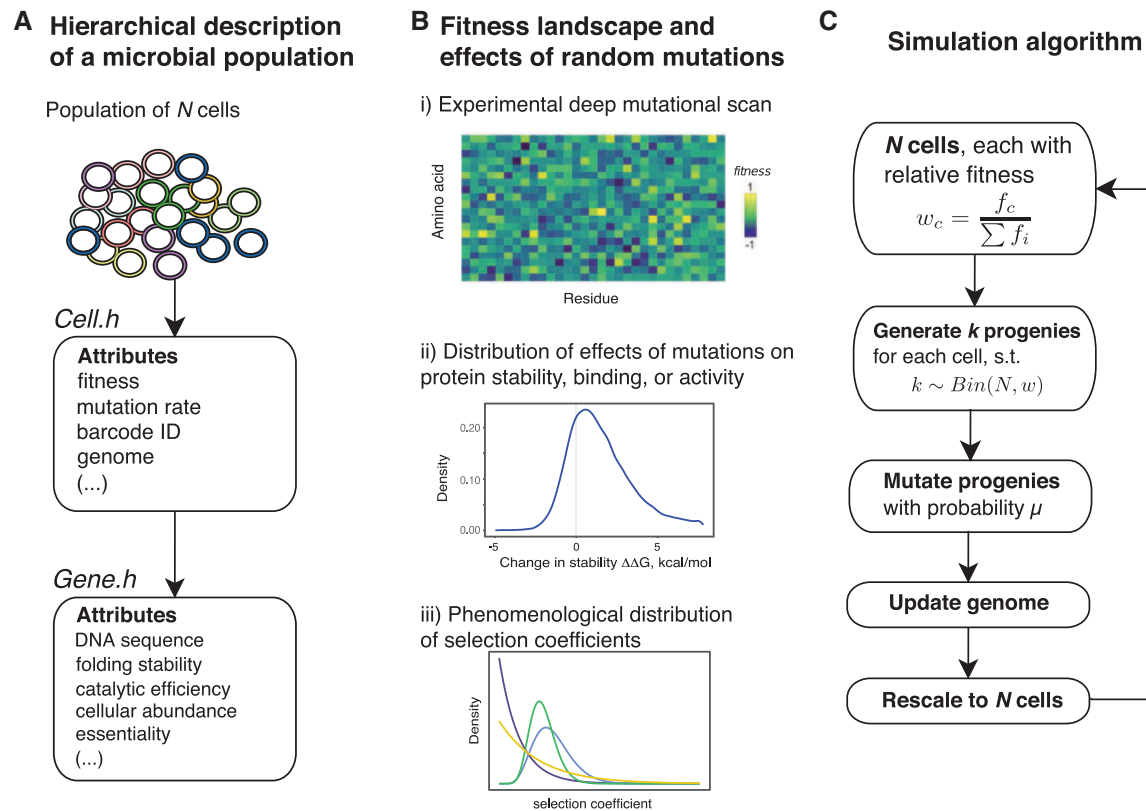 A Hierarchical description
of a microbial population
Population of N cells
Cell.h
Attributes
fitness
mutation rate
barcode ID
genome
(...)
Gene.h
Attributes
DNA sequence
folding stability
catalytic efficiency
cellular abundance
essentiality
(...)
B Fitness landscape and
effects of random mutations
i) Experimental deep mutational scan
Amino acid
Residue
fitness
1
-1
ii) Distribution of effects of mutations on
protein stability, binding, or activity
Density
0.20
0.10
0.00
-5
0
5
Change in stability ΔΔG, kcal/mol
iii) Phenomenological distribution
of selection coefficients
Density
selection coefficient
C Simulation algorithm
N cells, each with
relative fitness
w_c = f_c / ∑ f_i
Generate k progenies
for each cell, s.t.
k ∼ Bin(N, w)
Mutate progenies
with probability μ
Update genome
Rescale to N cells